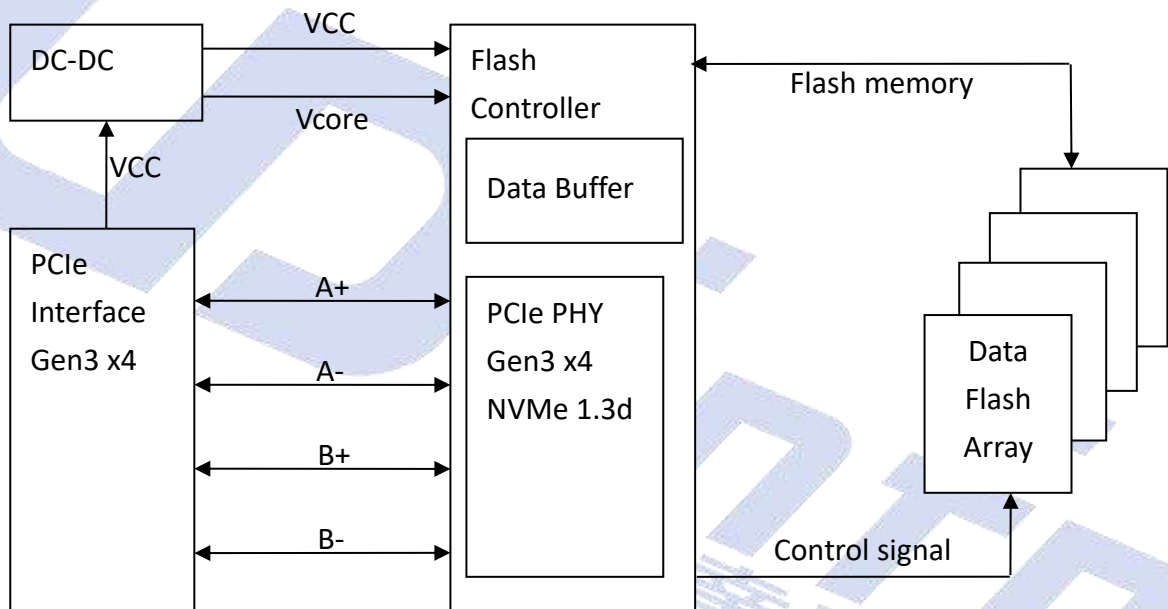 DC-DC
VCC
Vcore
VCC
Flash
Controller
Flash memory
Data Buffer
PCIe
Interface
Gen3 x4
A+
A-
B+
B-
PCIe PHY
Gen3 x4
NVMe 1.3d
Data
Flash
Array
Control signal